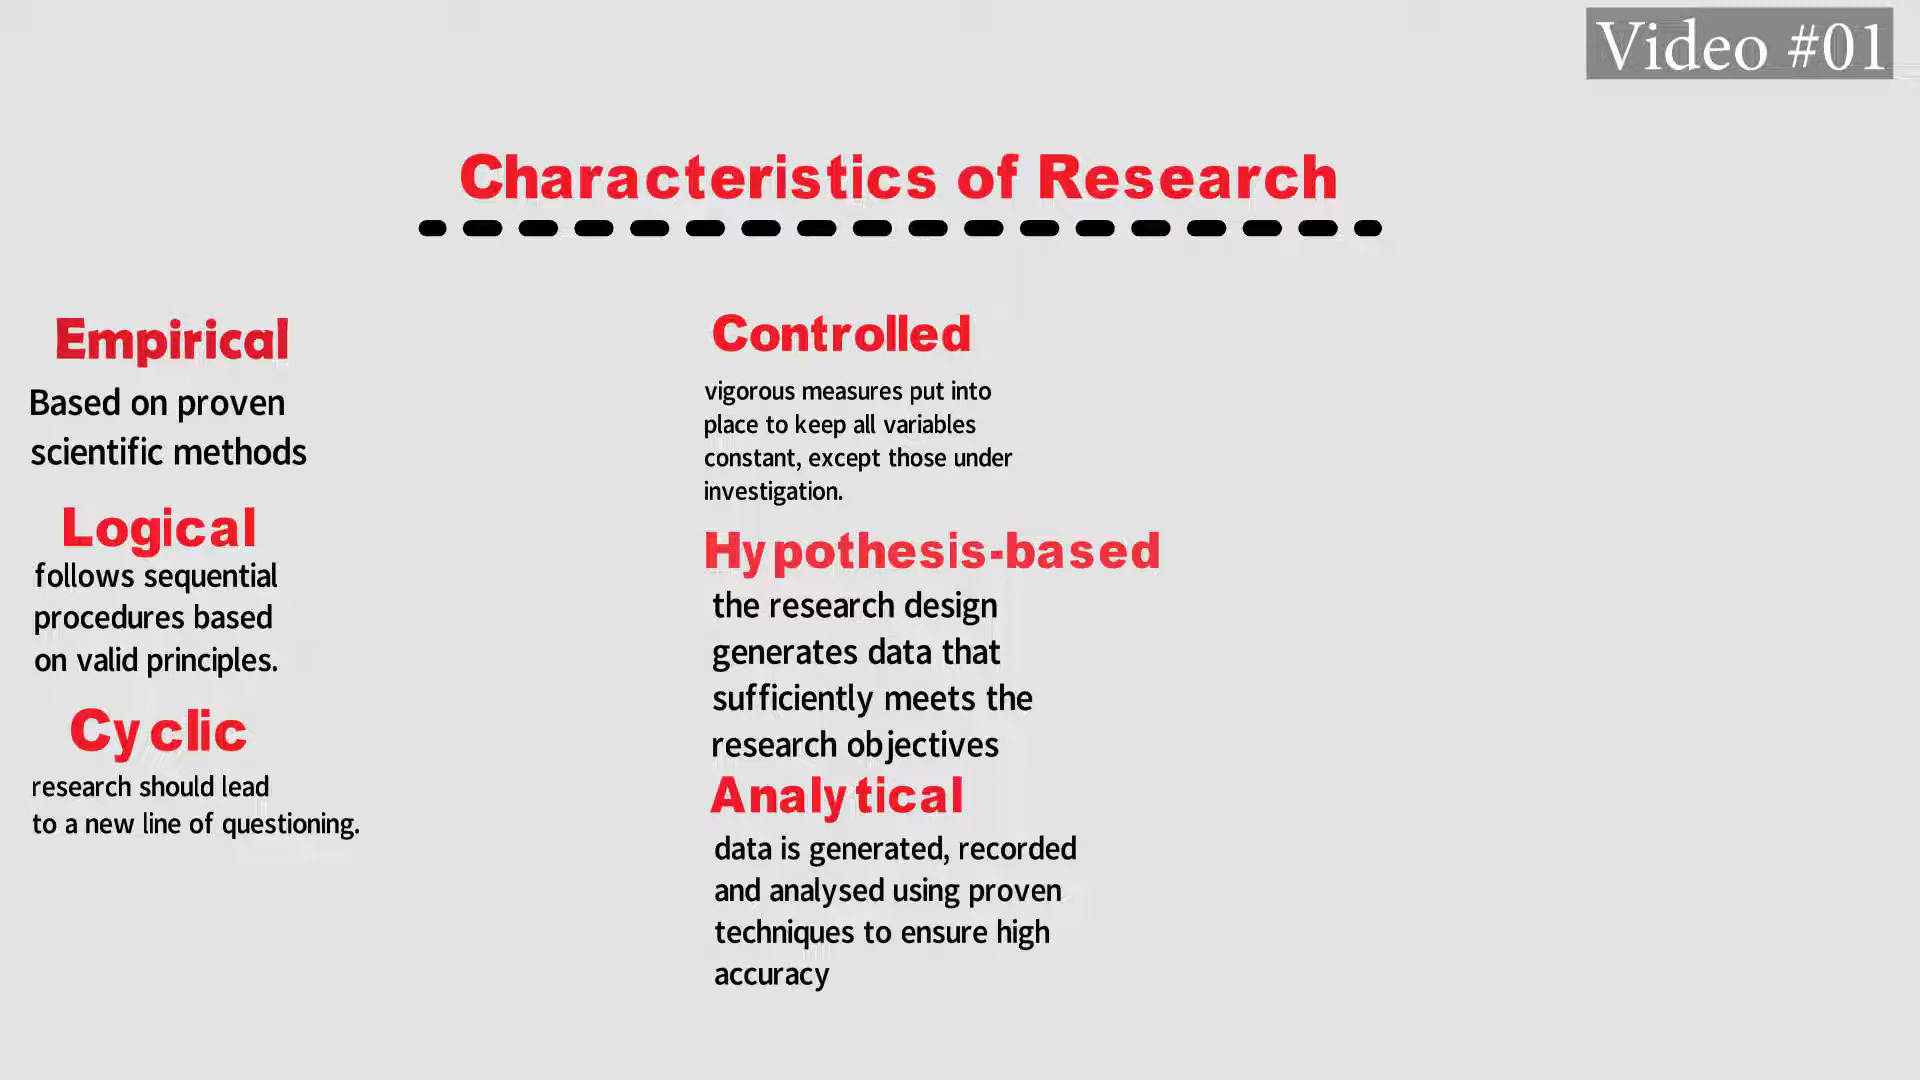 Video #01
Characteristics of Research
Empirical
Based on proven
scientific methods
Logical
follows sequential
procedures based
on valid principles.
Cyclic
research should lead
to a new line of questioning.
Controlled
vigorous measures put into
place to keep all variables
constant, except those under
investigation.
Hypothesis-based
the research design
generates data that
sufficiently meets the
research objectives
Analytical
data is generated, recorded
and analysed using proven
techniques to ensure high
accuracy